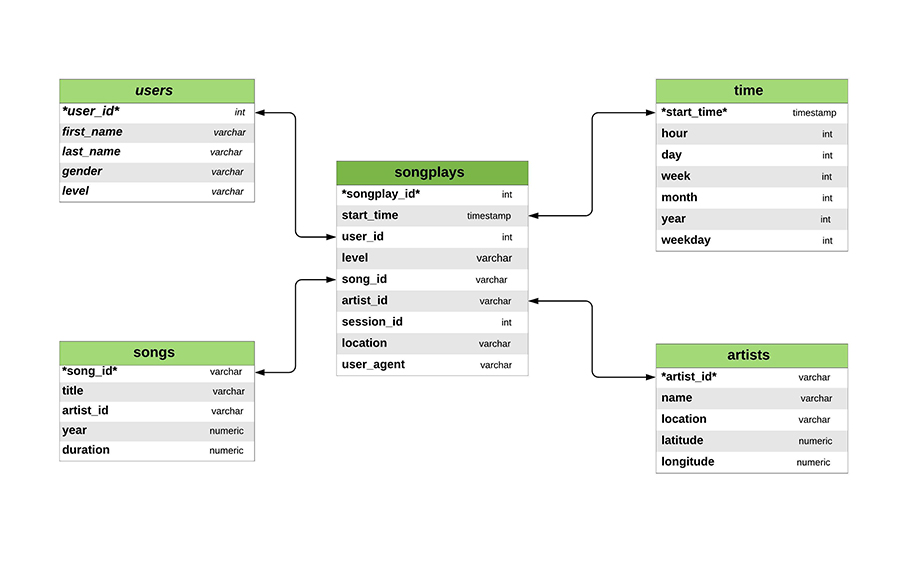 users
*user_id* int
first_name varchar
last_name varchar
gender varchar
level varchar
songplays
*songplay_id* int
start_time timestamp
user_id int
level varchar
song_id varchar
artist_id varchar
session_id int
location varchar
user_agent varchar
time
*start_time* timestamp
hour int
day int
week int
month int
year int
weekday int
songs
*song_id* varchar
title varchar
artist_id varchar
year numeric
duration numeric
artists
*artist_id* varchar
name varchar
location varchar
latitude numeric
longitude numeric